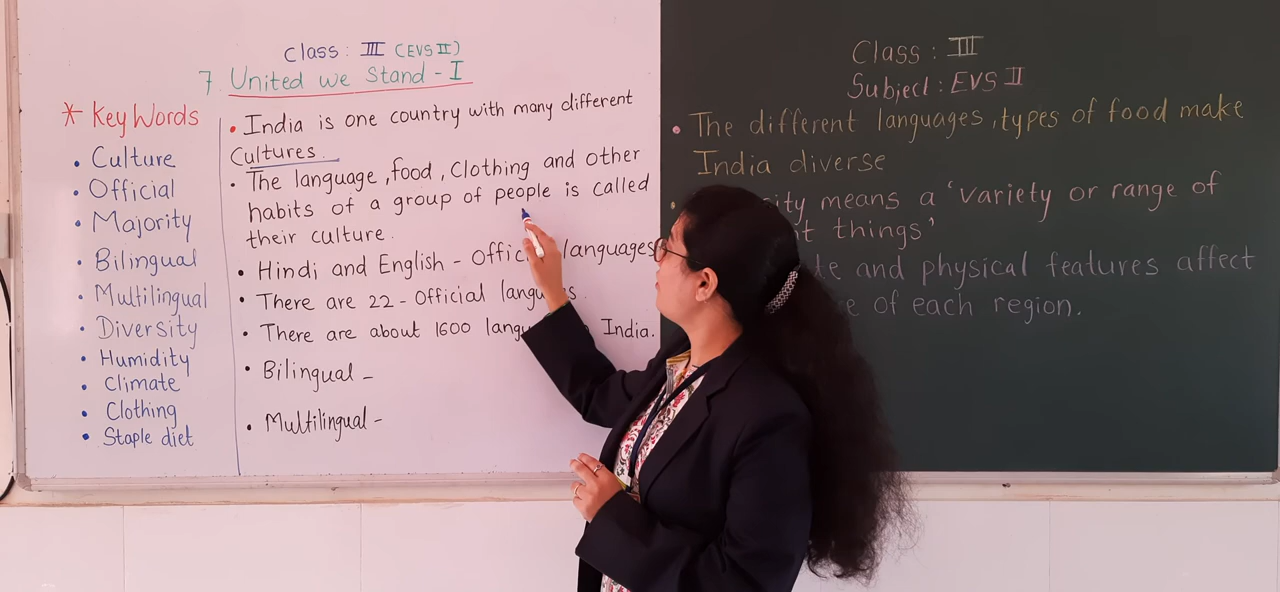 Class : III (EVS II)
7. United we Stand - I
* Key Words
• Culture
• Official
• Majority
• Bilingual
• Multilingual
• Diversity
• Humidity
• Climate
• Clothing
• Staple diet
• India is one country with many different
Cultures.
• The language, food, Clothing and other
habits of a group of people is called
their culture.
• Hindi and English - languages
• There are 22 - Official
• There are about 1600 India.
• Bilingual -
• Multilingual -
Class : III
Subject : EVS II
• The different languages, types of food make
India diverse
• means a 'variety or range of
things'
and physical features affect
of each region.